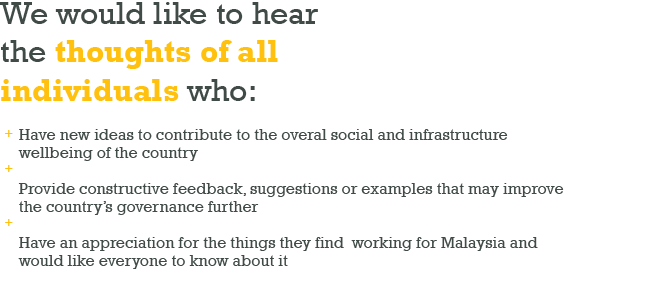 We would like to hear
the thoughts of all
individuals who:
+ Have new ideas to contribute to the overal social and infrastructure
wellbeing of the country
+
Provide constructive feedback, suggestions or examples that may improve
the country's governance further
+
Have an appreciation for the things they find  working for Malaysia and
would like everyone to know about it